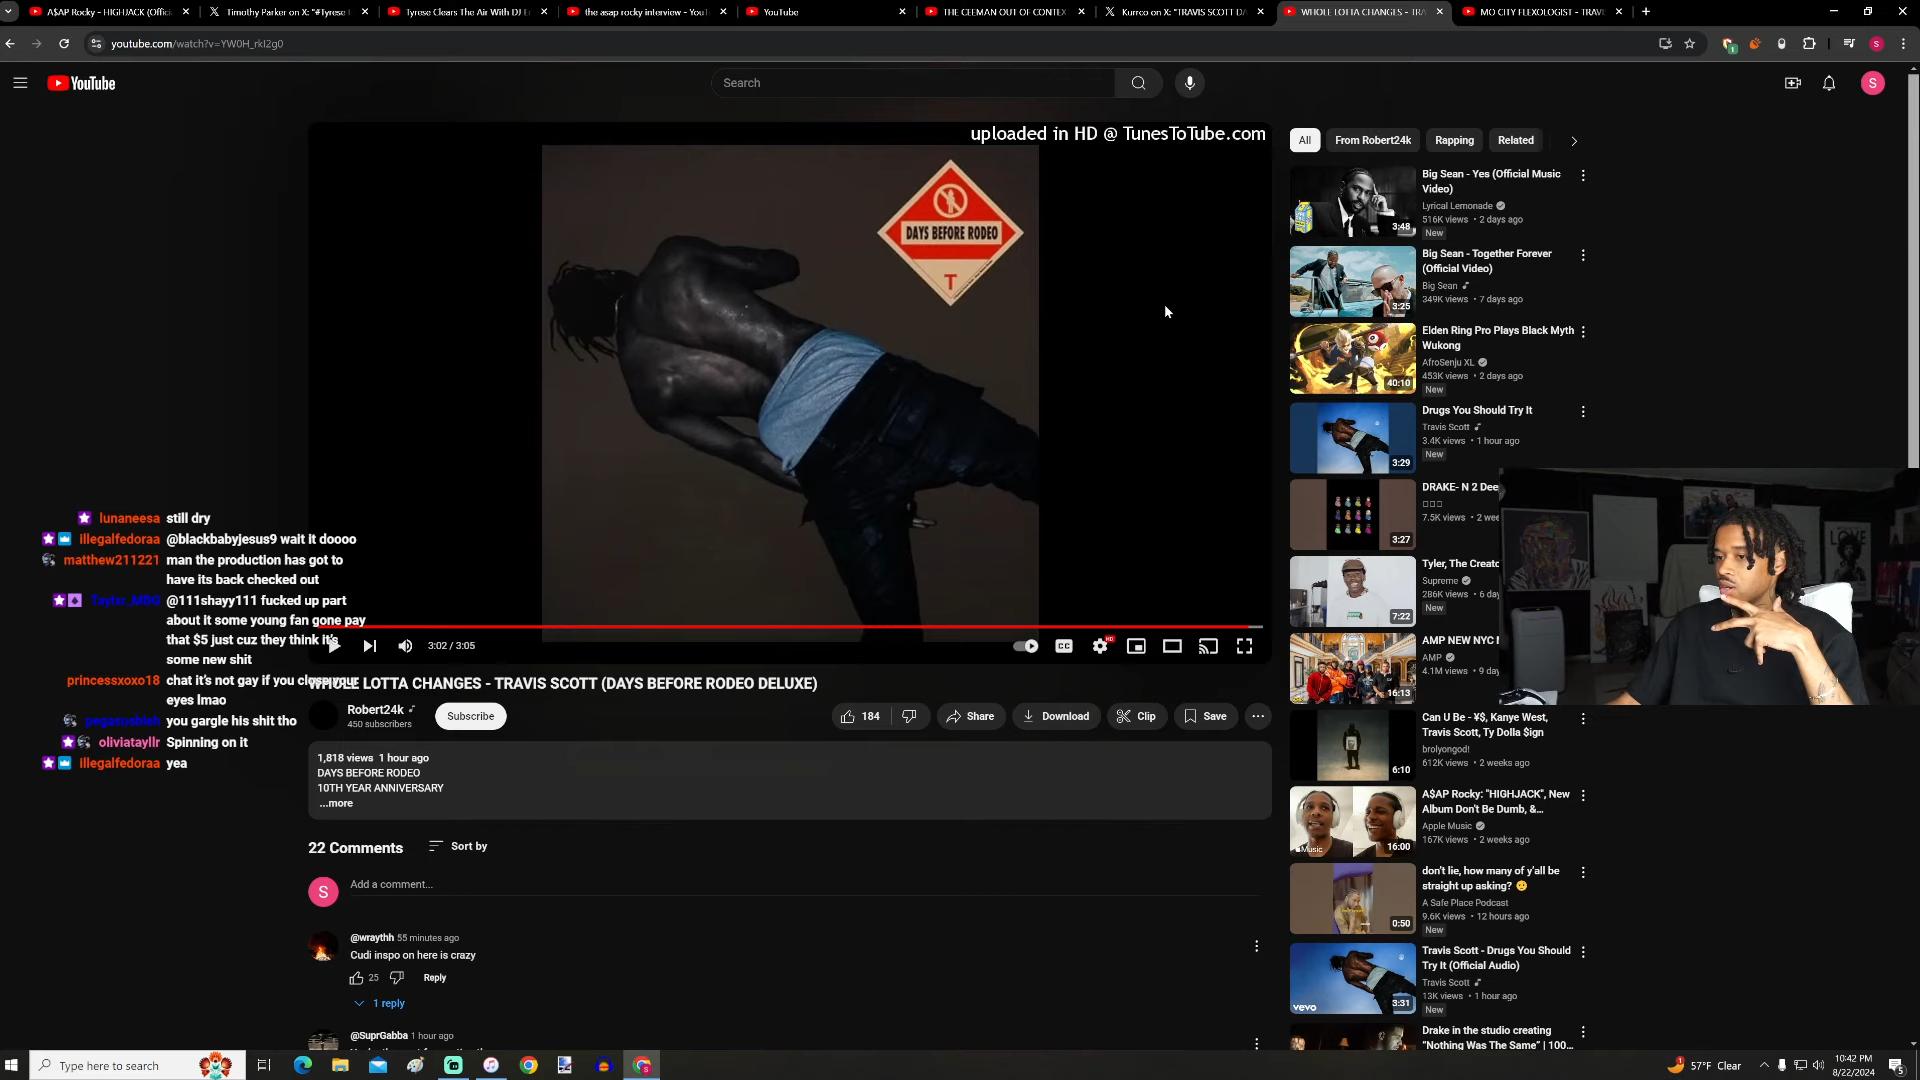 A$AP Rocky - HIGHJACK (Offici
Timothy Parker on X: "#Tyrese
Tyrese Clears The Air With DJ E
the asap rocky interview - YouT
YouTube
THE CEEMAN OUT OF CONTEX
Kurrco on X: "TRAVIS SCOTT DA
WHOLE LOTTA CHANGES - TRA
MO CITY FLEXOLOGIST - TRAVI
youtube.com/watch?v=YW0H_rkI2g0
YouTube
Search
S
uploaded in HD @ TunesToTube.com
DAYS BEFORE RODEO
T
3:02 / 3:05
CC
HD
WHOLE LOTTA CHANGES - TRAVIS SCOTT (DAYS BEFORE RODEO DELUXE)
Robert24k
450 subscribers
Subscribe
184
Share
Download
Clip
Save
1,818 views 1 hour ago
DAYS BEFORE RODEO
10TH YEAR ANNIVERSARY
...more
22 Comments
Sort by
S
Add a comment...
@wraythh 55 minutes ago
Cudi inspo on here is crazy
25
Reply
1 reply
@SuprGabba 1 hour ago
lunaneesa still dry
illegalfedoraa @blackbabyjesus9 wait it doooo
matthew211221 man the production has got to
have its back checked out
@111shayy111 fucked up part
about it some young fan gone pay
that $5 just cuz they think it's
some new shit
princessxoxo18 chat it's not gay if you close your
eyes lmao
you gargle his shit tho
oliviatayllr Spinning on it
illegalfedoraa yea
All
From Robert24k
Rapping
Related
Big Sean - Yes (Official Music
Video)
Lyrical Lemonade
516K views • 2 days ago
New
3:48
Big Sean - Together Forever
(Official Video)
Big Sean
349K views • 7 days ago
3:25
Elden Ring Pro Plays Black Myth
Wukong
AfroSenju XL
453K views • 2 days ago
New
40:10
Drugs You Should Try It
Travis Scott
3.4K views • 1 hour ago
New
3:29
DRAKE- N 2 Dee
7.5K views • 2 wee
3:27
Tyler, The Creato
Supreme
286K views • 6 day
New
7:22
AMP NEW NYC
AMP
4.1M views • 9 day
16:13
Can U Be - ¥$, Kanye West,
Travis Scott, Ty Dolla $ign
brolyongod!
612K views • 2 weeks ago
6:10
A$AP Rocky: "HIGHJACK", New
Album Don't Be Dumb, &...
Apple Music
167K views • 2 weeks ago
Music
16:00
don't lie, how many of y'all be
straight up asking?
A Safe Place Podcast
9.6K views • 12 hours ago
New
0:50
Travis Scott - Drugs You Should
Try It (Official Audio)
Travis Scott
13K views • 1 hour ago
New
vevo
3:31
Drake in the studio creating
"Nothing Was The Same" | 100...
LOVE
Type here to search
57°F Clear
10:42 PM
8/22/2024
5